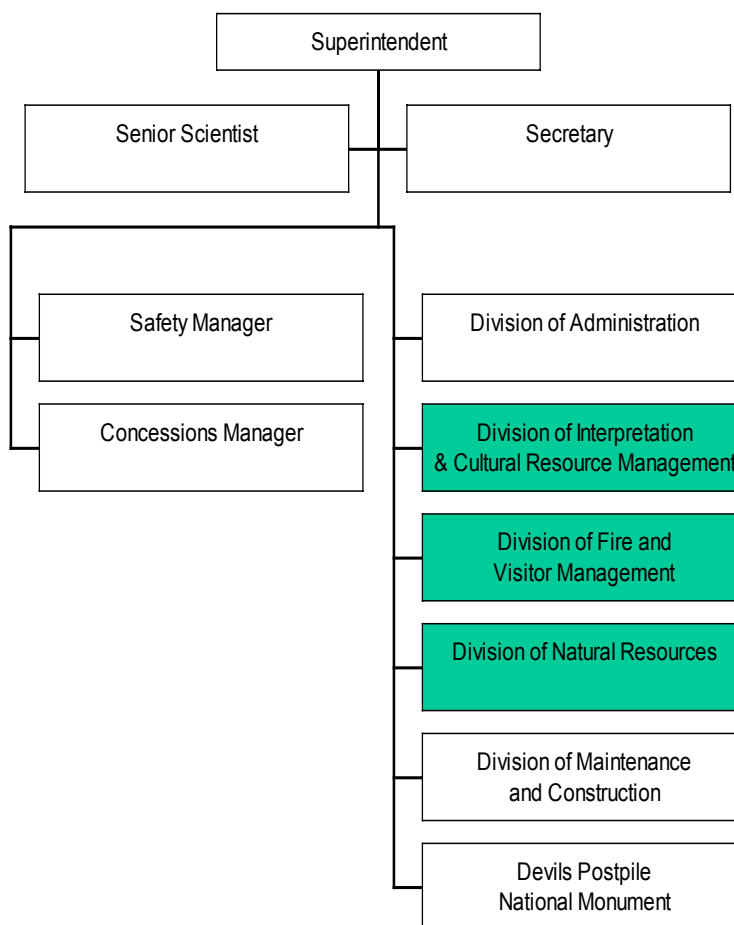 Superintendent
Senior Scientist
Secretary
Safety Manager
Division of Administration
Concessions Manager
Division of Interpretation
& Cultural Resource Management
Division of Fire and
Visitor Management
Division of Natural Resources
Division of Maintenance
and Construction
Devils Postpile
National Monument